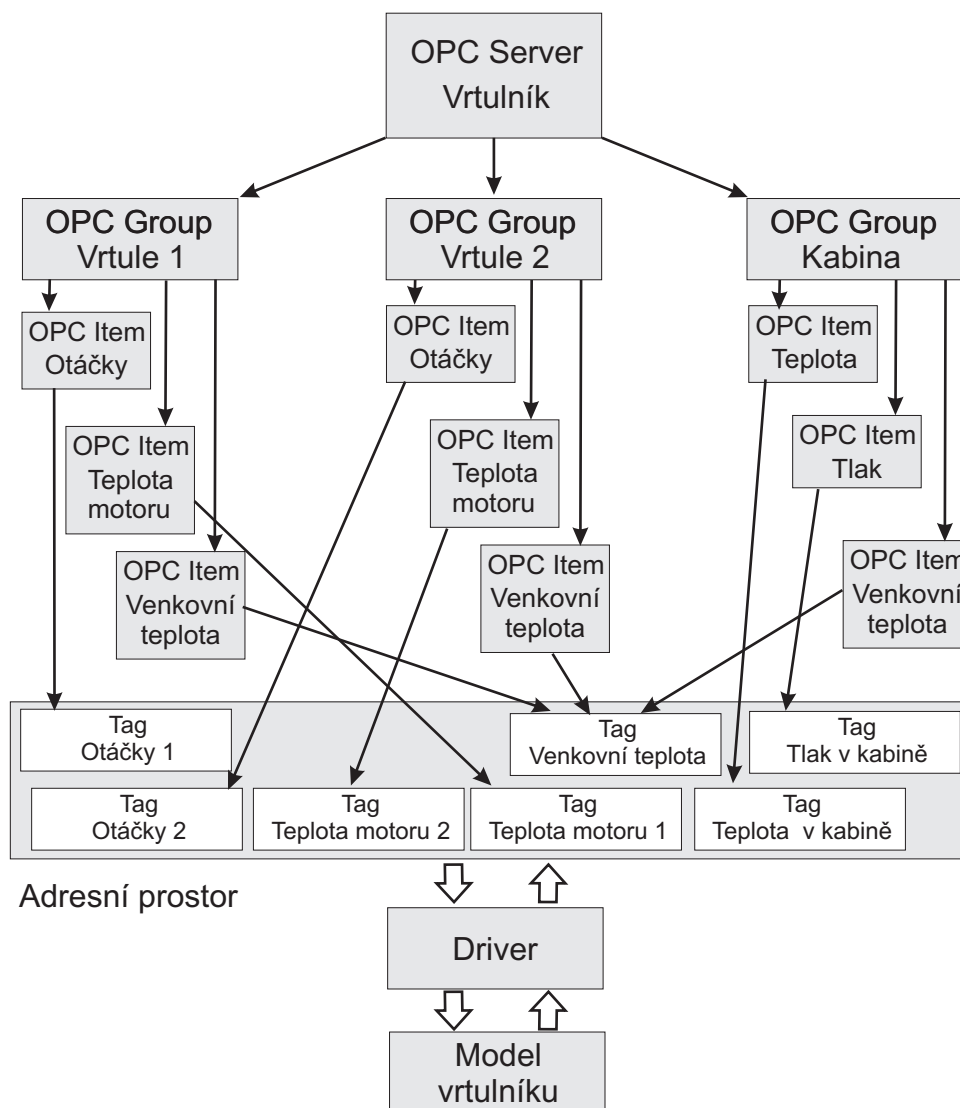 OPC Server
Vrtulník
OPC Group
Vrtule 1
OPC Group
Vrtule 2
OPC Group
Kabina
OPC Item
Otáčky
OPC Item
Otáčky
OPC Item
Teplota
OPC Item
Teplota
motoru
OPC Item
Teplota
motoru
OPC Item
Tlak
OPC Item
Venkovní
teplota
OPC Item
Venkovní
teplota
OPC Item
Venkovní
teplota
Tag
Otáčky 1
Tag
Venkovní teplota
Tag
Tlak v kabině
Tag
Otáčky 2
Tag
Teplota motoru 2
Tag
Teplota motoru 1
Tag
Teplota v kabině
Adresní prostor
Driver
Model
vrtulníku